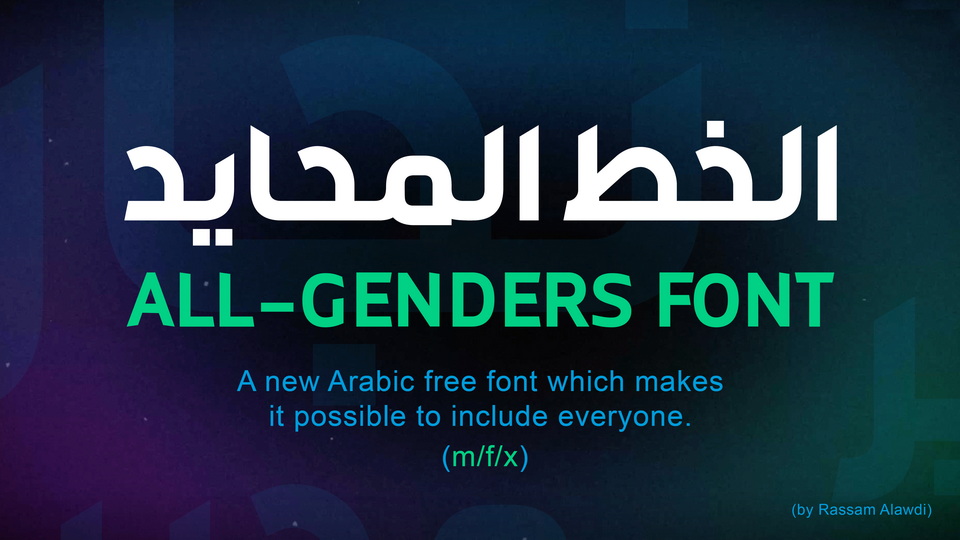 الخط المحايد
ALL-GENDERS FONT
A new Arabic free font which makes
it possible to include everyone.
(m/f/x)
(by Rassam Alawdi)